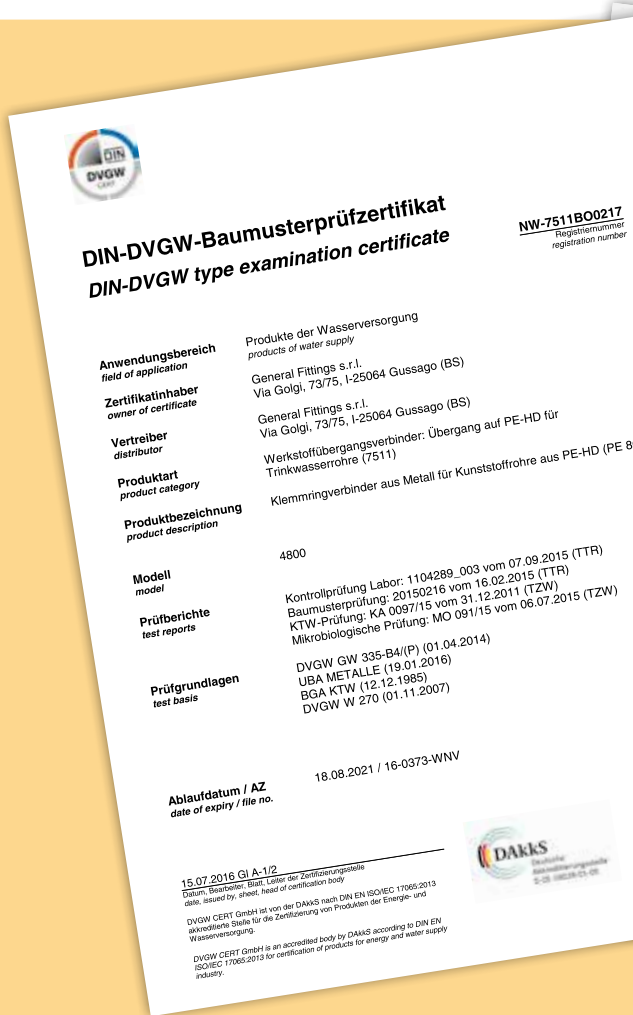 DIN
DVGW
CERT
DIN-DVGW-Baumusterprüfzertifikat
DIN-DVGW type examination certificate
NW-7511BO0217
Registriernummer
registration number
Anwendungsbereich
field of application
Produkte der Wasserversorgung
products of water supply
Zertifikatinhaber
owner of certificate
General Fittings s.r.l.
Via Golgi, 73/75, I-25064 Gussago (BS)
Vertreiber
distributor
General Fittings s.r.l.
Via Golgi, 73/75, I-25064 Gussago (BS)
Produktart
product category
Werkstoffübergangsverbinder: Übergang auf PE-HD für
Trinkwasserrohre (7511)
Produktbezeichnung
product description
Klemmringverbinder aus Metall für Kunststoffrohre aus PE-HD (PE 8
Modell
model
4800
Prüfberichte
test reports
Kontrollprüfung Labor: 1104289_003 vom 07.09.2015 (TTR)
Baumusterprüfung: 20150216 vom 16.02.2015 (TTR)
KTW-Prüfung: KA 0097/15 vom 31.12.2011 (TZW)
Mikrobiologische Prüfung: MO 091/15 vom 06.07.2015 (TZW)
Prüfgrundlagen
test basis
DVGW GW 335-B4/(P) (01.04.2014)
UBA METALLE (19.01.2016)
BGA KTW (12.12.1985)
DVGW W 270 (01.11.2007)
Ablaufdatum / AZ
date of expiry / file no.
18.08.2021 / 16-0373-WNV
15.07.2016 GI A-1/2
Datum, Bearbeiter, Blatt, Leiter der Zertifizierungsstelle
date, issued by, sheet, head of certification body
DVGW CERT GmbH ist von der DAkkS nach DIN EN ISO/IEC 17065:2013
akkreditierte Stelle für die Zertifizierung von Produkten der Energie- und
Wasserversorgung.
DVGW CERT GmbH is an accredited body by DAkkS according to DIN EN
ISO/IEC 17065:2013 for certification of products for energy and water supply
industry.
DAkkS
Deutsche
Akkreditierungsstelle